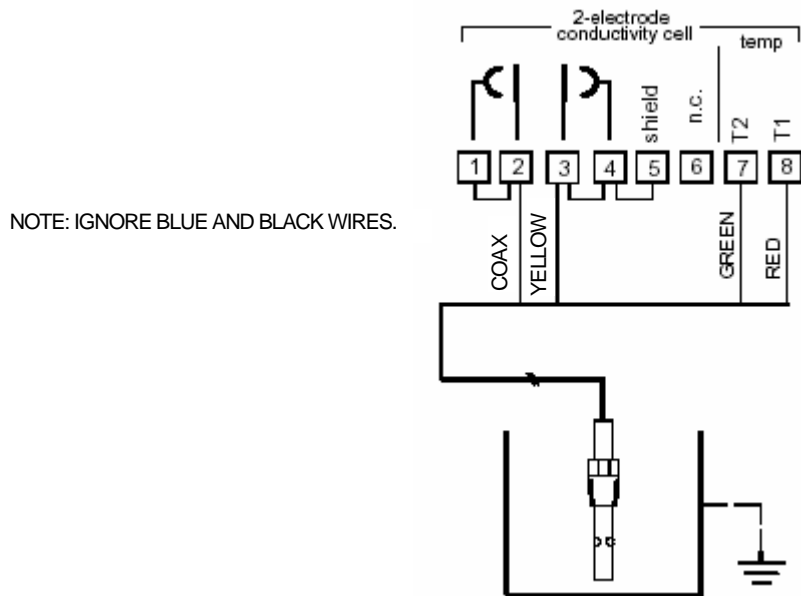 2-electrode
conductivity cell
temp
shield
n.c.
T2
T1
1 2 3 4 5 6 7 8
NOTE: IGNORE BLUE AND BLACK WIRES.
COAX
YELLOW
GREEN
RED